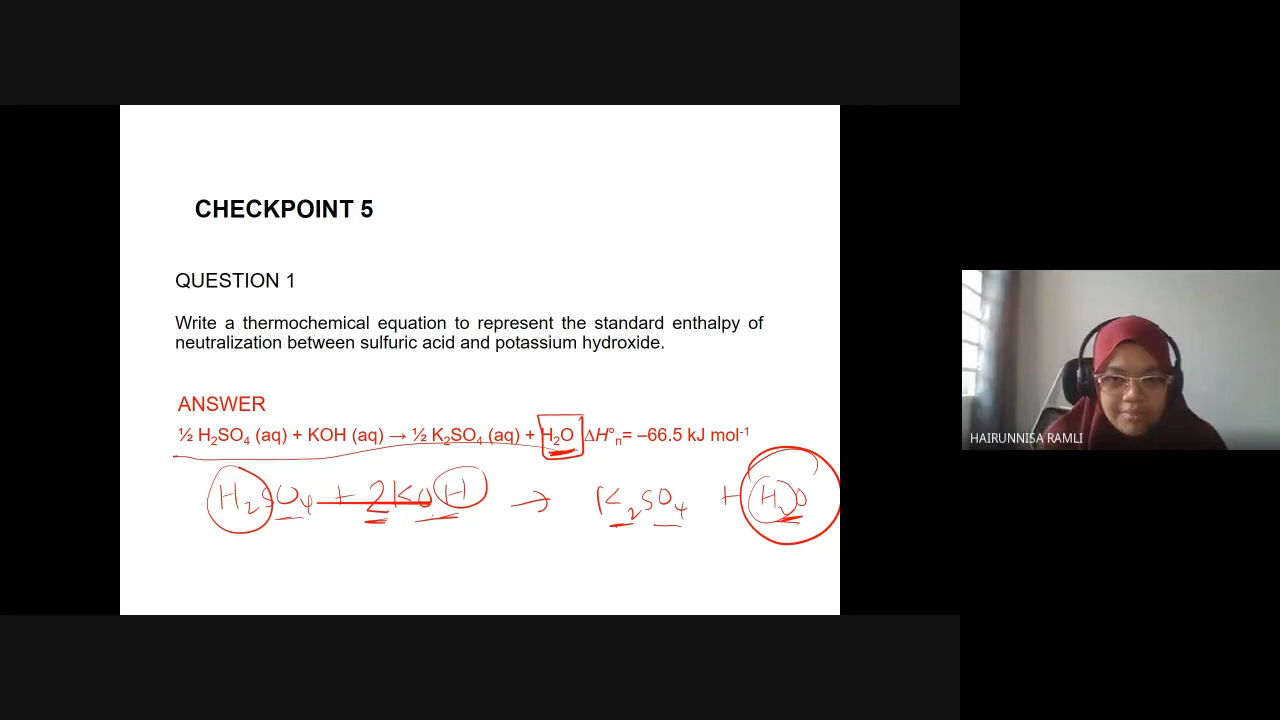 CHECKPOINT 5
QUESTION 1
Write a thermochemical equation to represent the standard enthalpy of
neutralization between sulfuric acid and potassium hydroxide.
ANSWER
½ H₂SO₄ (aq) + KOH (aq) → ½ K₂SO₄ (aq) + H₂O ΔH°ₙ= –66.5 kJ mol⁻¹
H₂SO₄ + 2KOH → K₂SO₄ + H₂O
HAIRUNNISA RAMLI